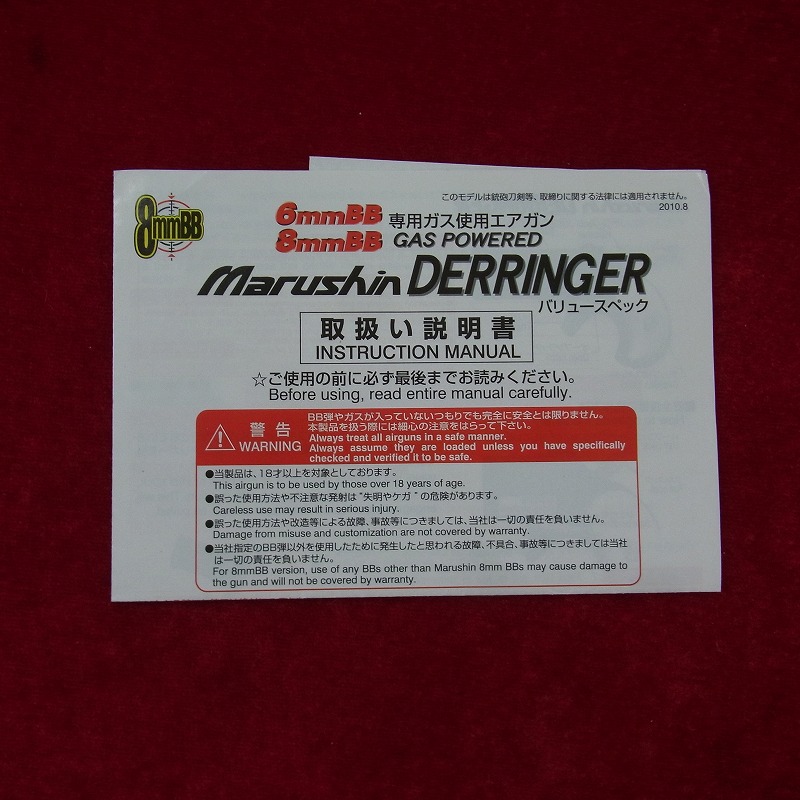 このモデルは銃砲刀剣等、取締りに関する法律には適用されません。
2010.8
8mmBB
6mmBB
8mmBB
専用ガス使用エアガン
GAS POWERED
Marushin DERRINGER
バリュースペック
取扱い説明書
INSTRUCTION MANUAL
☆ご使用の前に必ず最後までお読みください。
Before using, read entire manual carefully.
警告
WARNING
BB弾やガスが入っていないつもりでも完全に安全とは限りません。
本製品を扱う際には細心の注意をはらって下さい。
Always treat all airguns in a safe manner.
Always assume they are loaded unless you have specifically
checked and verified it to be safe.
●当製品は、18才以上を対象としております。
This airgun is to be used by those over 18 years of age.
●誤った使用方法や不注意な発射は "失明やケガ" の危険があります。
Careless use may result in serious injury.
●誤った使用方法や改造等による故障、事故等につきましては、当社は一切の責任を負いません。
Damage from misuse and customization are not covered by warranty.
●当社指定のBB弾以外を使用したために発生したと思われる故障、不具合、事故等につきましては当社
は一切の責任を負いません。
For 8mmBB version, use of any BBs other than Marushin 8mm BBs may cause damage to
the gun and will not be covered by warranty.